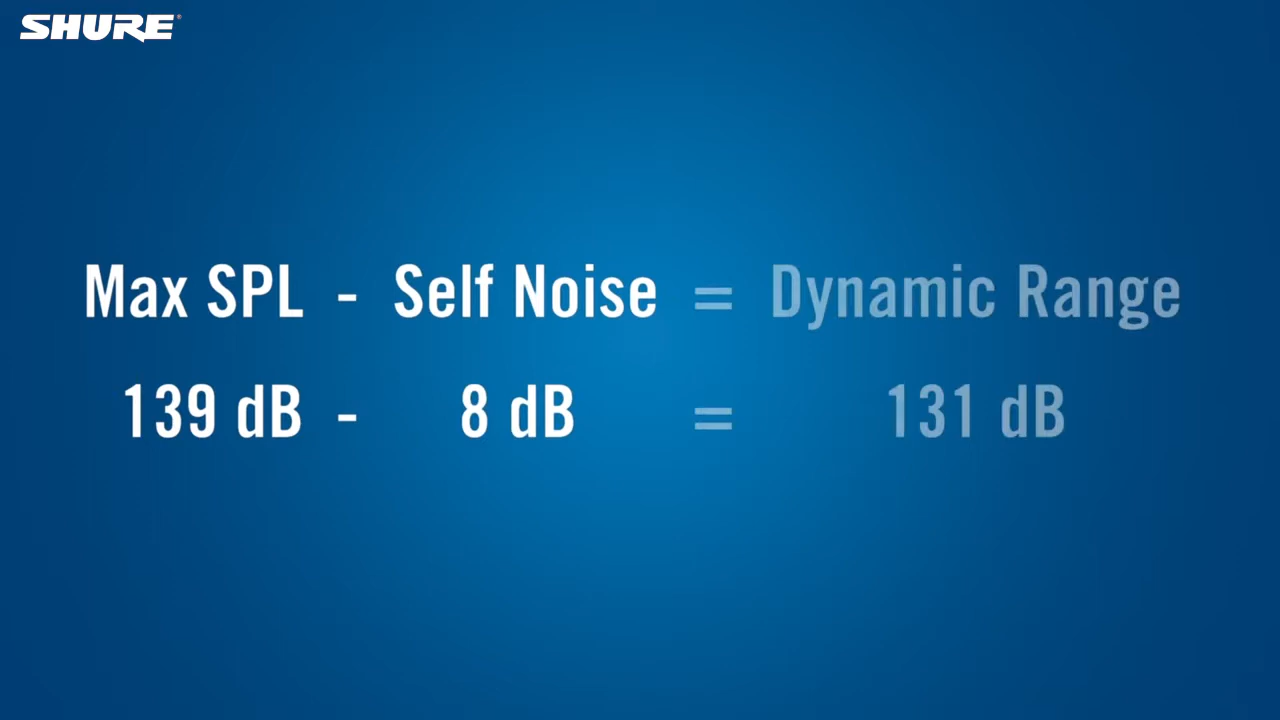 SHURE
Max SPL - Self Noise = Dynamic Range
139 dB - 8 dB = 131 dB